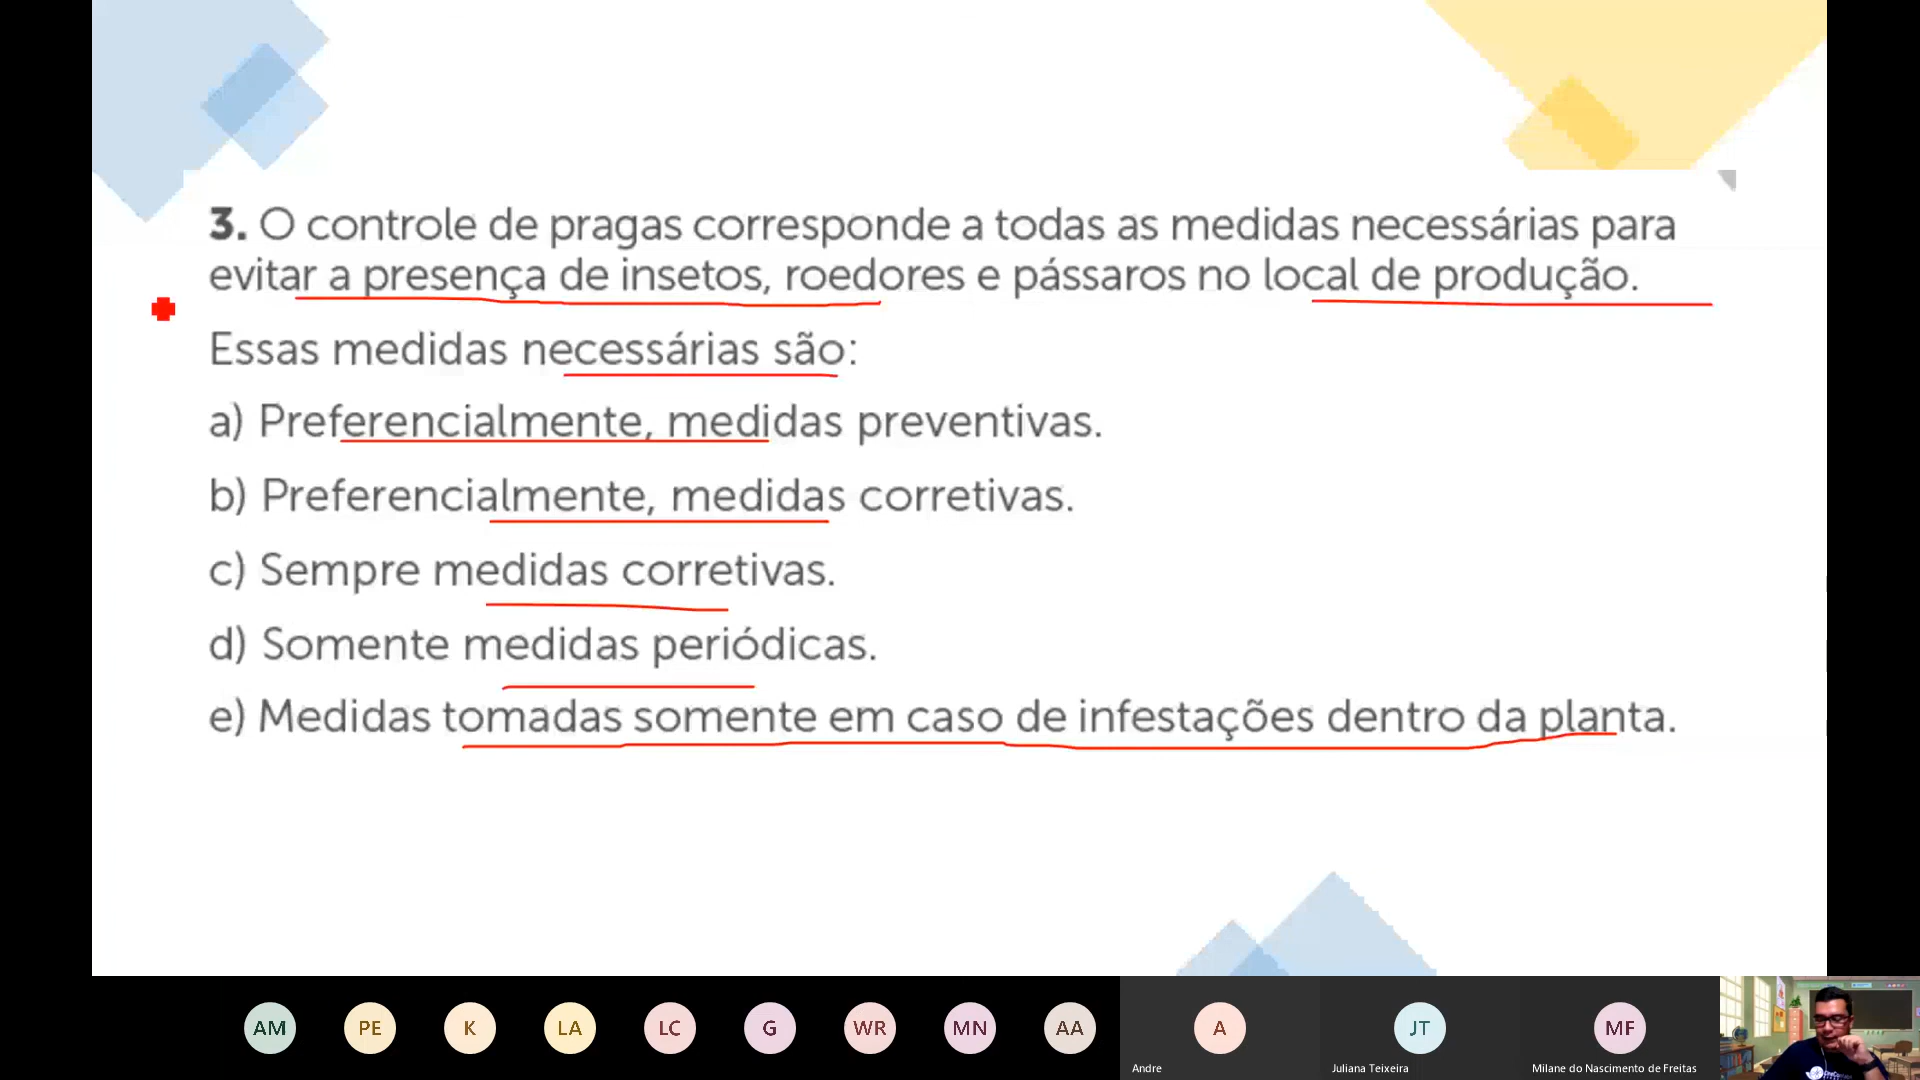 3. O controle de pragas corresponde a todas as medidas necessárias para
evitar a presença de insetos, roedores e pássaros no local de produção.
Essas medidas necessárias são:
a) Preferencialmente, medidas preventivas.
b) Preferencialmente, medidas corretivas.
c) Sempre medidas corretivas.
d) Somente medidas periódicas.
e) Medidas tomadas somente em caso de infestações dentro da planta.
AM PE K LA LC G WR MN AA A JT MF
Andre Juliana Teixeira Milane do Nascimento de Freitas